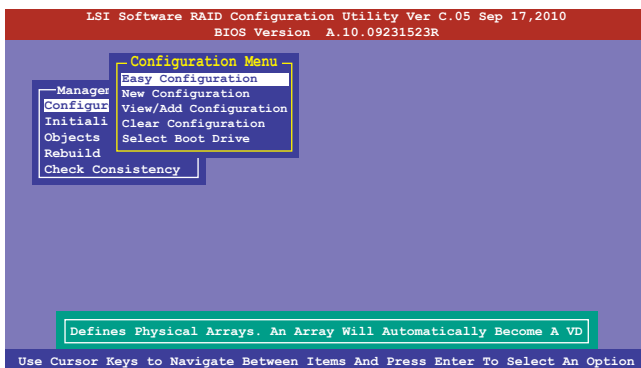 LSI Software RAID Configuration Utility Ver C.05 Sep 17,2010
BIOS Version A.10.09231523R
Configuration Menu
Easy Configuration
New Configuration
View/Add Configuration
Clear Configuration
Select Boot Drive
Managem
Configur
Initiali
Objects
Rebuild
Check Consistency
Defines Physical Arrays. An Array Will Automatically Become A VD
Use Cursor Keys to Navigate Between Items And Press Enter To Select An Option